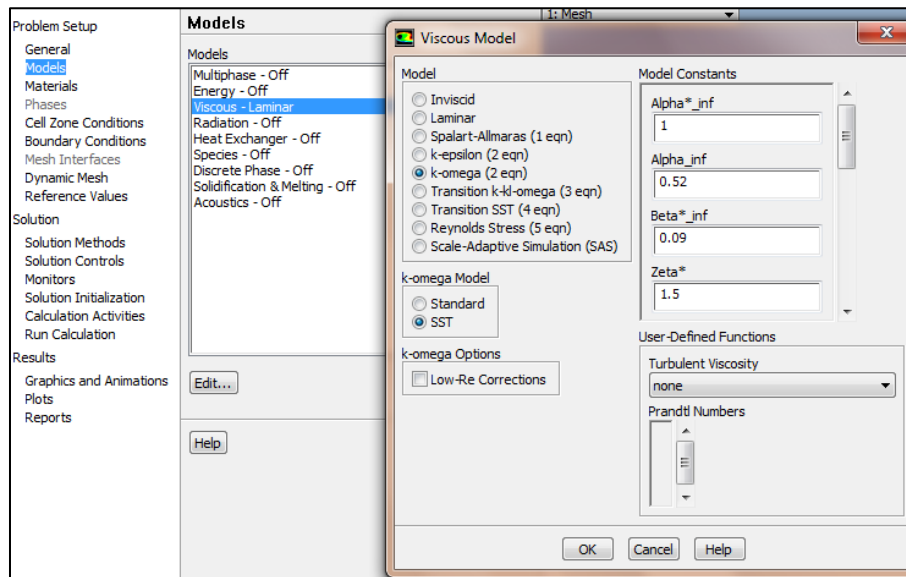 Problem Setup
General
Models
Materials
Phases
Cell Zone Conditions
Boundary Conditions
Mesh Interfaces
Dynamic Mesh
Reference Values
Solution
Solution Methods
Solution Controls
Monitors
Solution Initialization
Calculation Activities
Run Calculation
Results
Graphics and Animations
Plots
Reports
Models
Models
Multiphase - Off
Energy - Off
Viscous - Laminar
Radiation - Off
Heat Exchanger - Off
Species - Off
Discrete Phase - Off
Solidification & Melting - Off
Acoustics - Off
Edit...
Help
1: Mesh
Viscous Model
Model
Inviscid
Laminar
Spalart-Allmaras (1 eqn)
k-epsilon (2 eqn)
k-omega (2 eqn)
Transition k-kl-omega (3 eqn)
Transition SST (4 eqn)
Reynolds Stress (5 eqn)
Scale-Adaptive Simulation (SAS)
k-omega Model
Standard
SST
k-omega Options
Low-Re Corrections
Model Constants
Alpha*_inf
1
Alpha_inf
0.52
Beta*_inf
0.09
Zeta*
1.5
User-Defined Functions
Turbulent Viscosity
none
Prandtl Numbers
OK
Cancel
Help